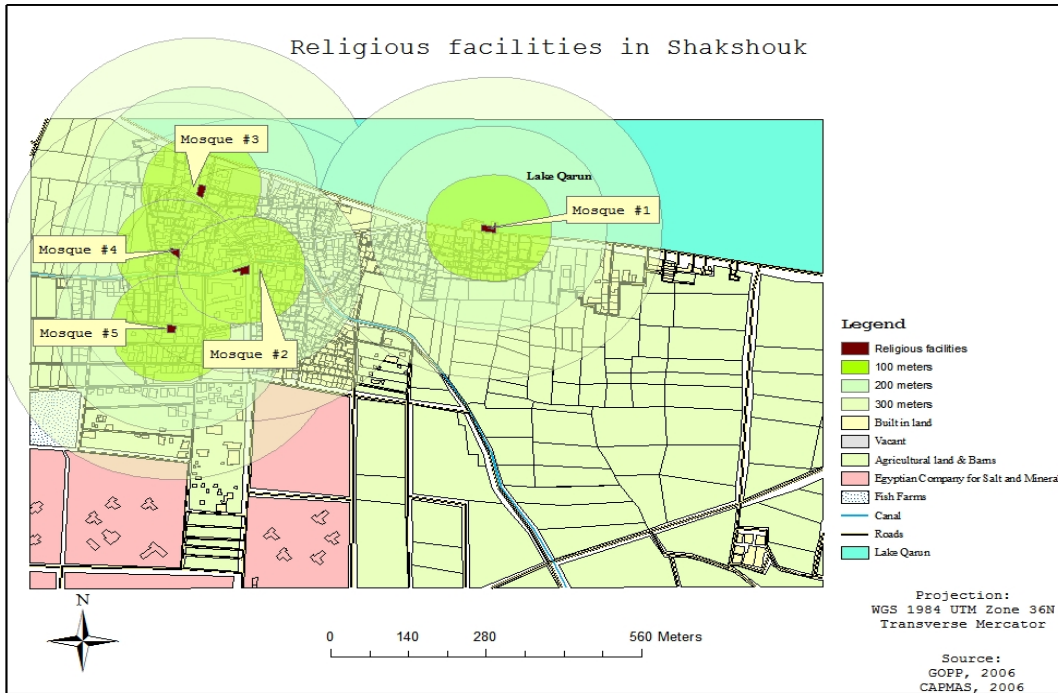 Religious facilities in Shakshouk
Mosque #3
Lake Qarun
Mosque #1
Mosque #4
Mosque #5
Mosque #2
Legend
Religious facilities
100 meters
200 meters
300 meters
Built in land
Vacant
Agricultural land & Barns
Egyptian Company for Salt and Mineral
Fish Farms
Canal
Roads
Lake Qarun
N
0 140 280 560 Meters
Projection:
WGS 1984 UTM Zone 36N
Transverse Mercator
Source:
GOPP, 2006
CAPMAS, 2006